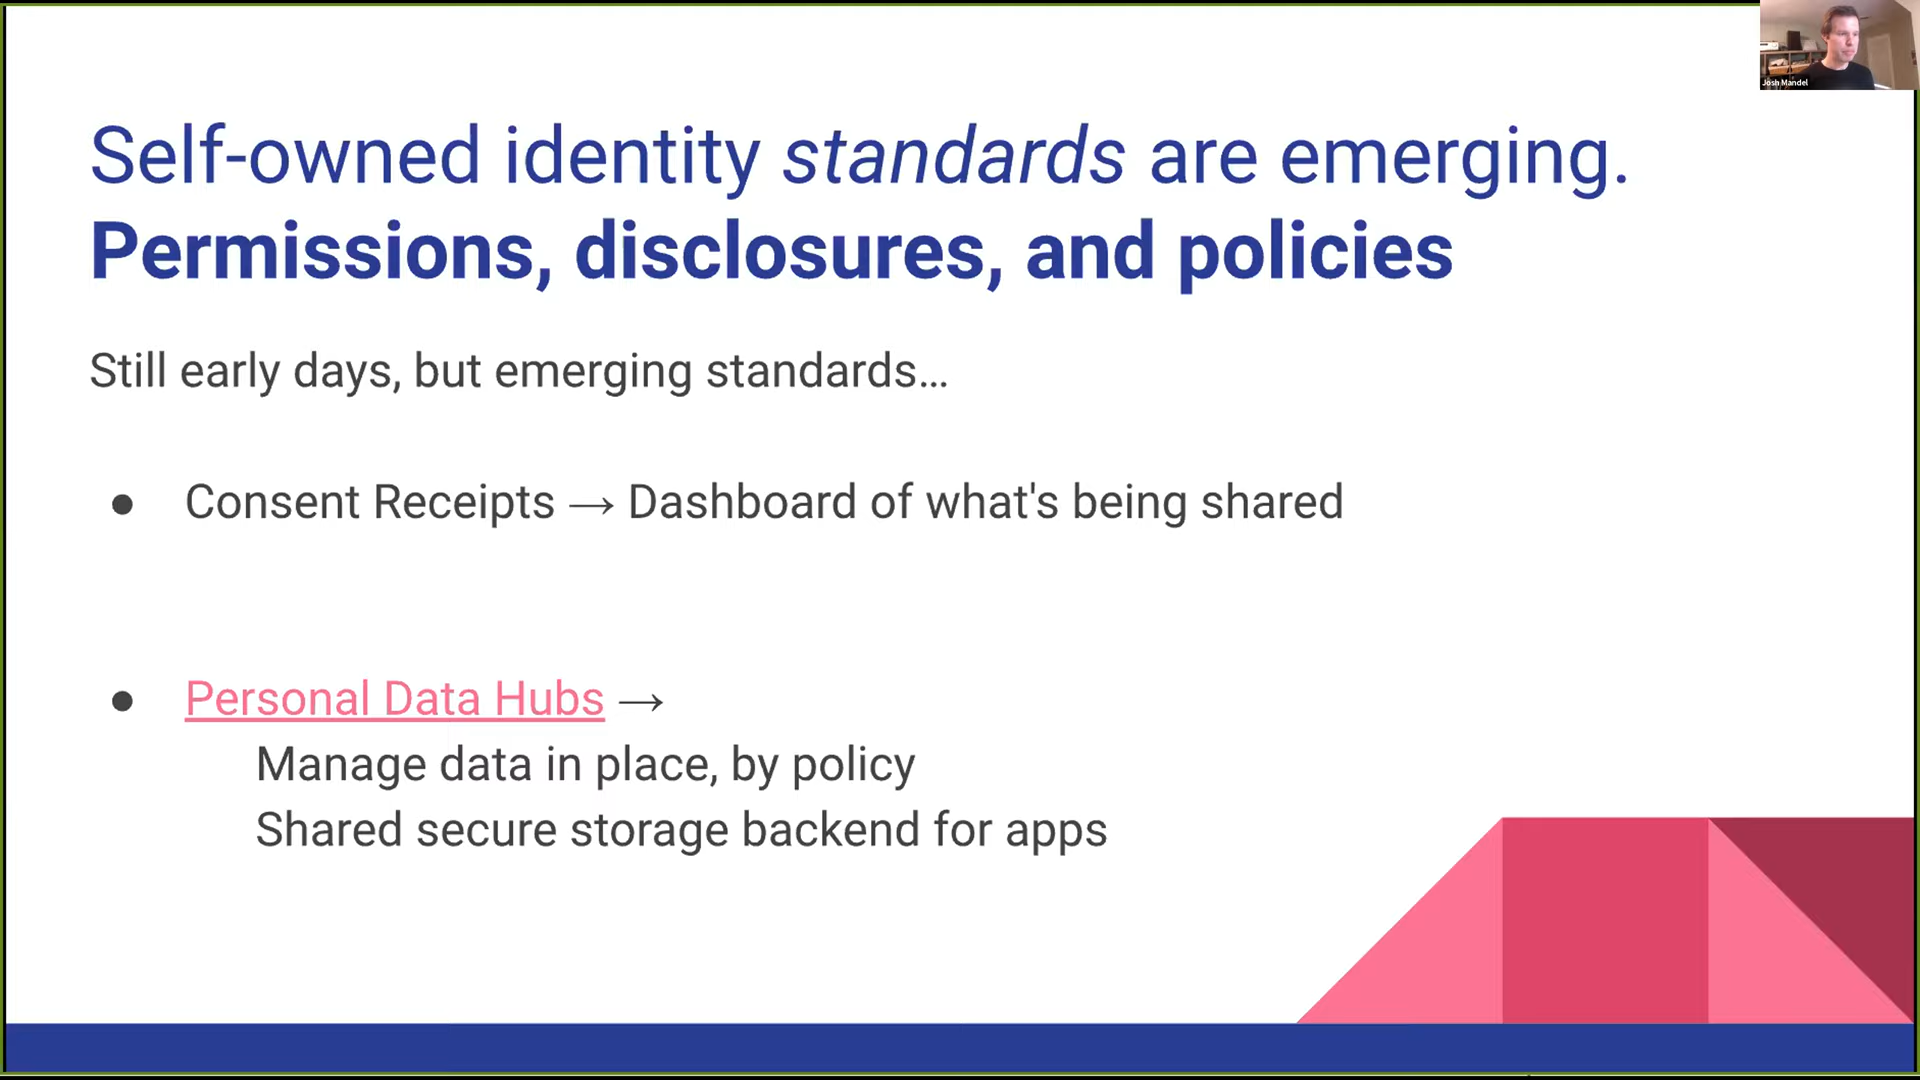 Josh Mandel
Self-owned identity standards are emerging.
Permissions, disclosures, and policies
Still early days, but emerging standards…
● Consent Receipts → Dashboard of what's being shared
● Personal Data Hubs →
Manage data in place, by policy
Shared secure storage backend for apps